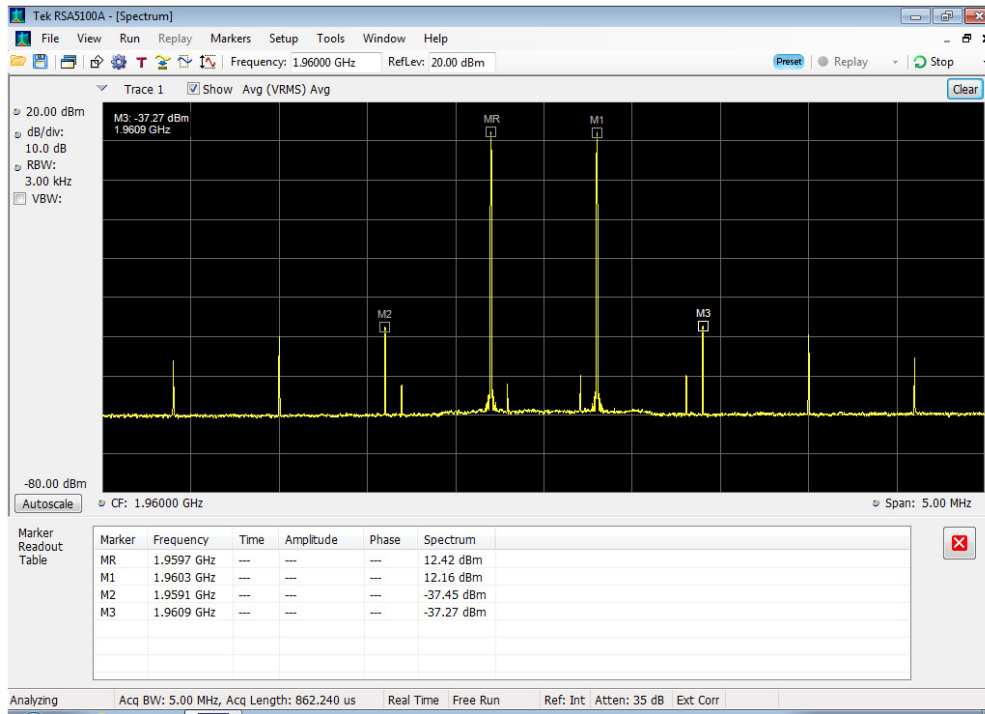 Tek RSA5100A - [Spectrum]
File View Run Replay Markers Setup Tools Window Help
T Frequency: 1.96000 GHz RefLev: 20.00 dBm Preset Replay Stop
Trace 1 Show Avg (VRMS) Avg Clear
20.00 dBm
dB/div:
10.0 dB
RBW:
3.00 kHz
VBW:
-80.00 dBm
Autoscale
M3: -37.27 dBm
1.9609 GHz
MR M1
M2 M3
CF: 1.96000 GHz Span: 5.00 MHz
Marker
Readout
Table
Marker Frequency Time Amplitude Phase Spectrum
MR 1.9597 GHz --- --- --- 12.42 dBm
M1 1.9603 GHz --- --- --- 12.16 dBm
M2 1.9591 GHz --- --- --- -37.45 dBm
M3 1.9609 GHz --- --- --- -37.27 dBm
Analyzing Acq BW: 5.00 MHz, Acq Length: 862.240 us Real Time Free Run Ref: Int Atten: 35 dB Ext Corr